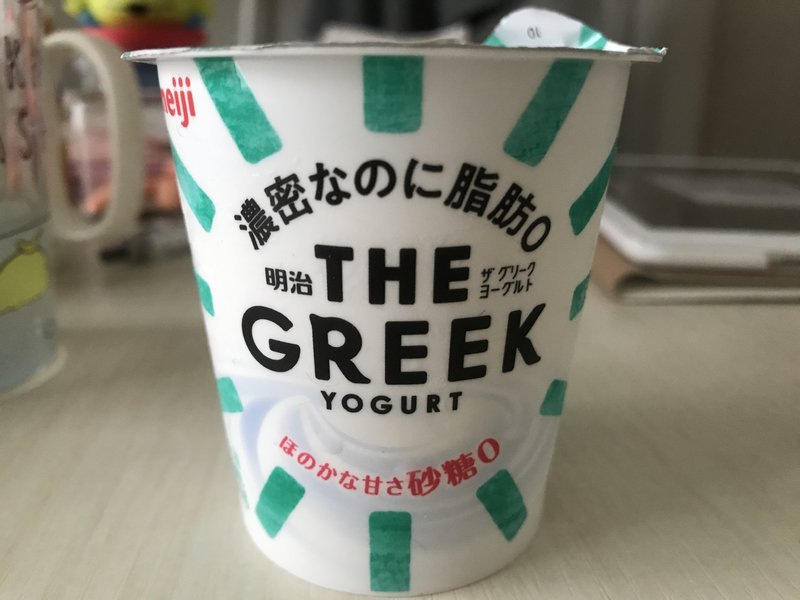 meiji
濃密なのに脂肪0
明治
THE
ザ グリーク
ヨーグルト
GREEK
YOGURT
ほのかな甘さ 砂糖0
K
S